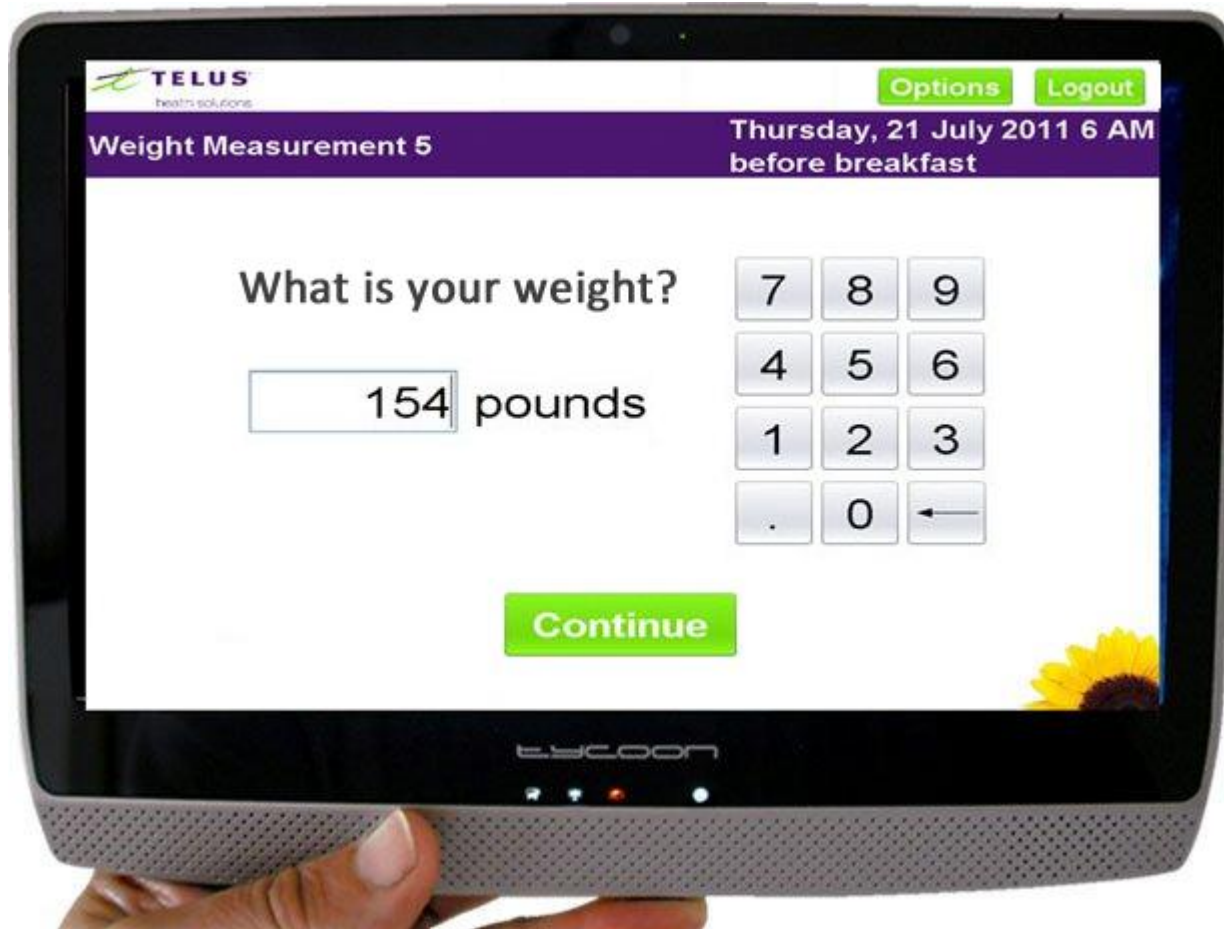 TELUS
health solutions
Options
Logout
Weight Measurement 5
Thursday, 21 July 2011 6 AM
before breakfast
What is your weight?
7 8 9
154 pounds
4 5 6
1 2 3
. 0
Continue
tycoon